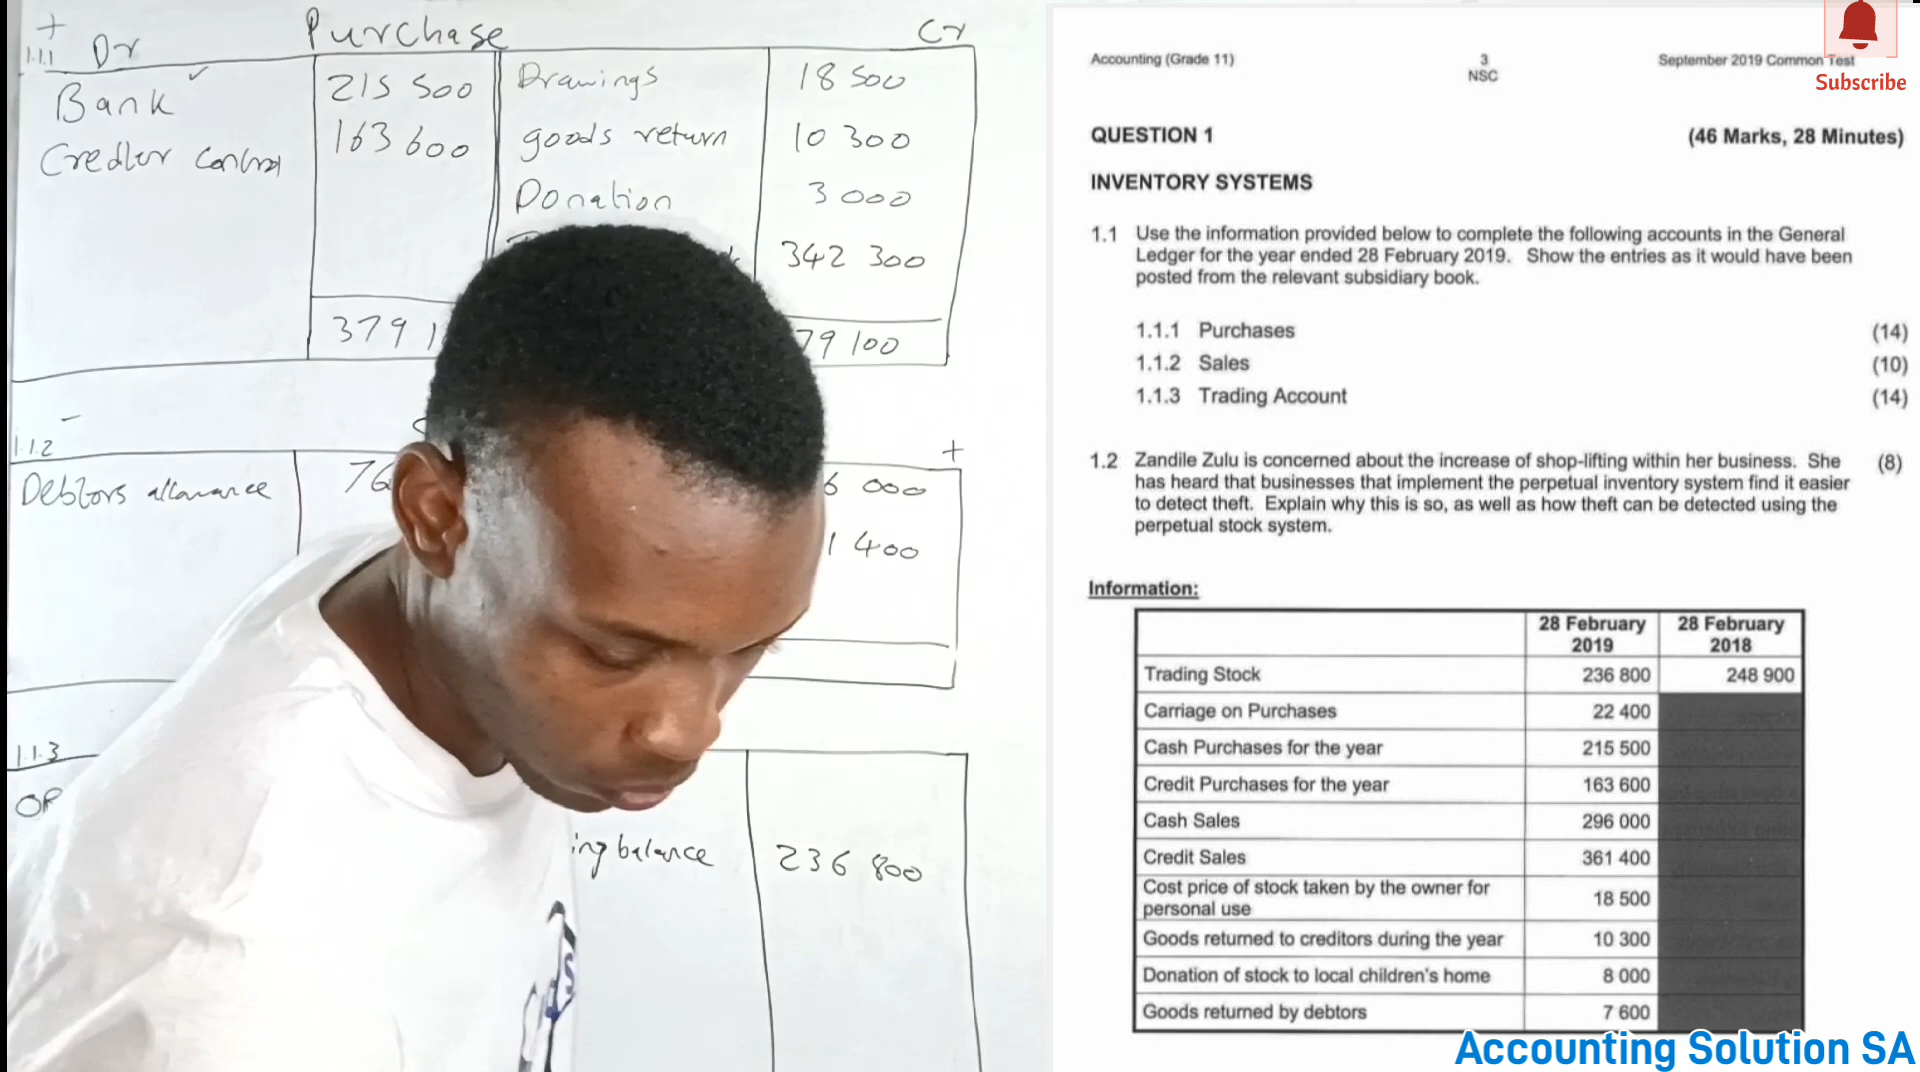 +
1.1.1 Dr Purchase Cr
Bank 215 500 Drawings 18 500
Creditor control 163 600 goods return 10 300
Donation 3 000
342 300
379 1 79 100
-
1.1.2 +
Debtors allowance 76 6 000
1 400
1.1.3
OP
ing balance 236 800
Subscribe
Accounting (Grade 11) 3 September 2019 Common Test
NSC
QUESTION 1 (46 Marks, 28 Minutes)
INVENTORY SYSTEMS
1.1 Use the information provided below to complete the following accounts in the General
Ledger for the year ended 28 February 2019. Show the entries as it would have been
posted from the relevant subsidiary book.
1.1.1 Purchases (14)
1.1.2 Sales (10)
1.1.3 Trading Account (14)
1.2 Zandile Zulu is concerned about the increase of shop-lifting within her business. She (8)
has heard that businesses that implement the perpetual inventory system find it easier
to detect theft. Explain why this is so, as well as how theft can be detected using the
perpetual stock system.
Information:
28 February 28 February
2019 2018
Trading Stock 236 800 248 900
Carriage on Purchases 22 400
Cash Purchases for the year 215 500
Credit Purchases for the year 163 600
Cash Sales 296 000
Credit Sales 361 400
Cost price of stock taken by the owner for
personal use 18 500
Goods returned to creditors during the year 10 300
Donation of stock to local children's home 8 000
Goods returned by debtors 7 600
Accounting Solution SA